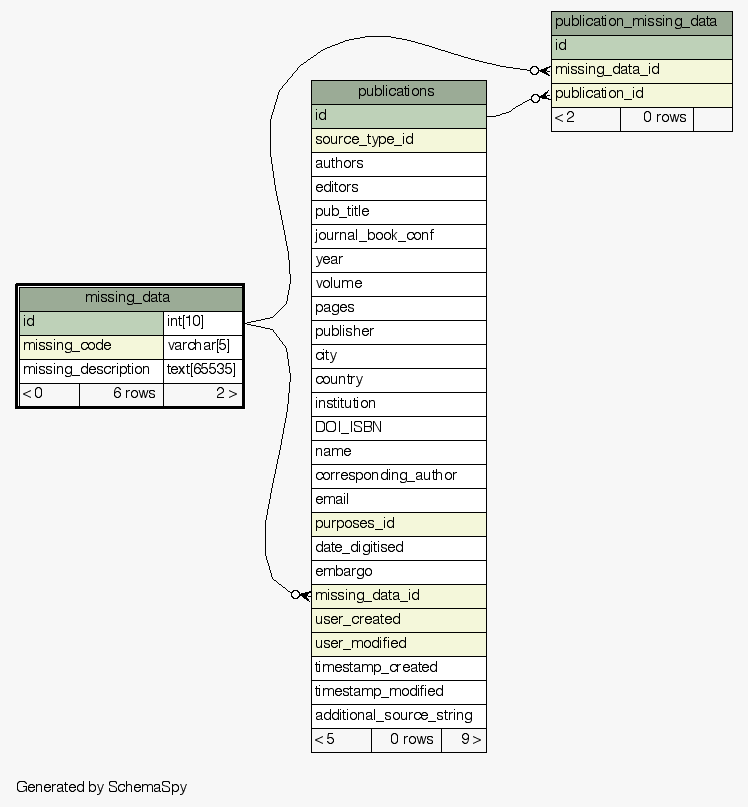 publication_missing_data
id
missing_data_id
publication_id
< 2 0 rows
publications
id
source_type_id
authors
editors
pub_title
journal_book_conf
year
volume
pages
publisher
city
country
institution
DOI_ISBN
name
corresponding_author
email
purposes_id
date_digitised
embargo
missing_data_id
user_created
user_modified
timestamp_created
timestamp_modified
additional_source_string
< 5 0 rows 9 >
missing_data
id int[10]
missing_code varchar[5]
missing_description text[65535]
< 0 6 rows 2 >
Generated by SchemaSpy